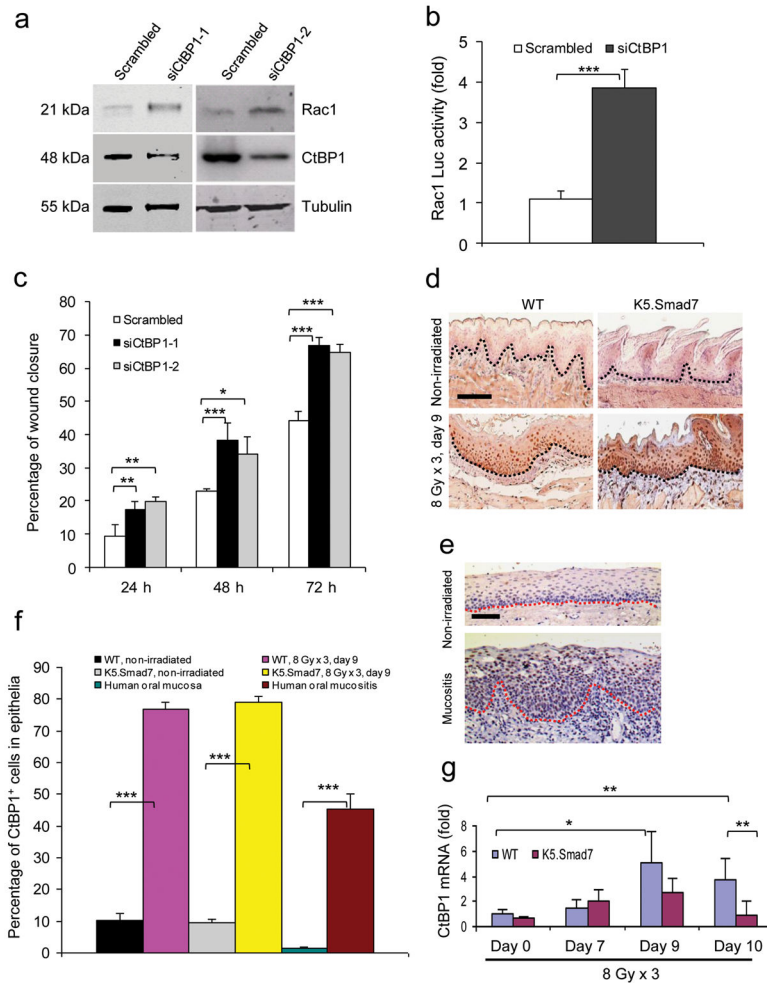 a
Scrambled
siCtBP1-1
Scrambled
siCtBP1-2
21 kDa
Rac1
48 kDa
CtBP1
55 kDa
Tubulin
b
Rac1 Luc activity (fold)
Scrambled siCtBP1
***
5
4
3
2
1
0
c
Percentage of wound closure
80
70
60
50
40
30
20
10
0
Scrambled
siCtBP1-1
siCtBP1-2
**
**
***
*
***
***
24 h 48 h 72 h
d
WT K5.Smad7
Non-irradiated
8 Gy x 3, day 9
e
Non-irradiated
Mucositis
f
WT, non-irradiated WT, 8 Gy x 3, day 9
K5.Smad7, non-irradiated K5.Smad7, 8 Gy x 3, day 9
Human oral mucosa Human oral mucositis
Percentage of CtBP1+ cells in epithelia
90
80
70
60
50
40
30
20
10
0
***
***
***
g
CtBP1 mRNA (fold)
8
6
4
2
0
WT K5.Smad7
**
*
**
Day 0 Day 7 Day 9 Day 10
8 Gy x 3